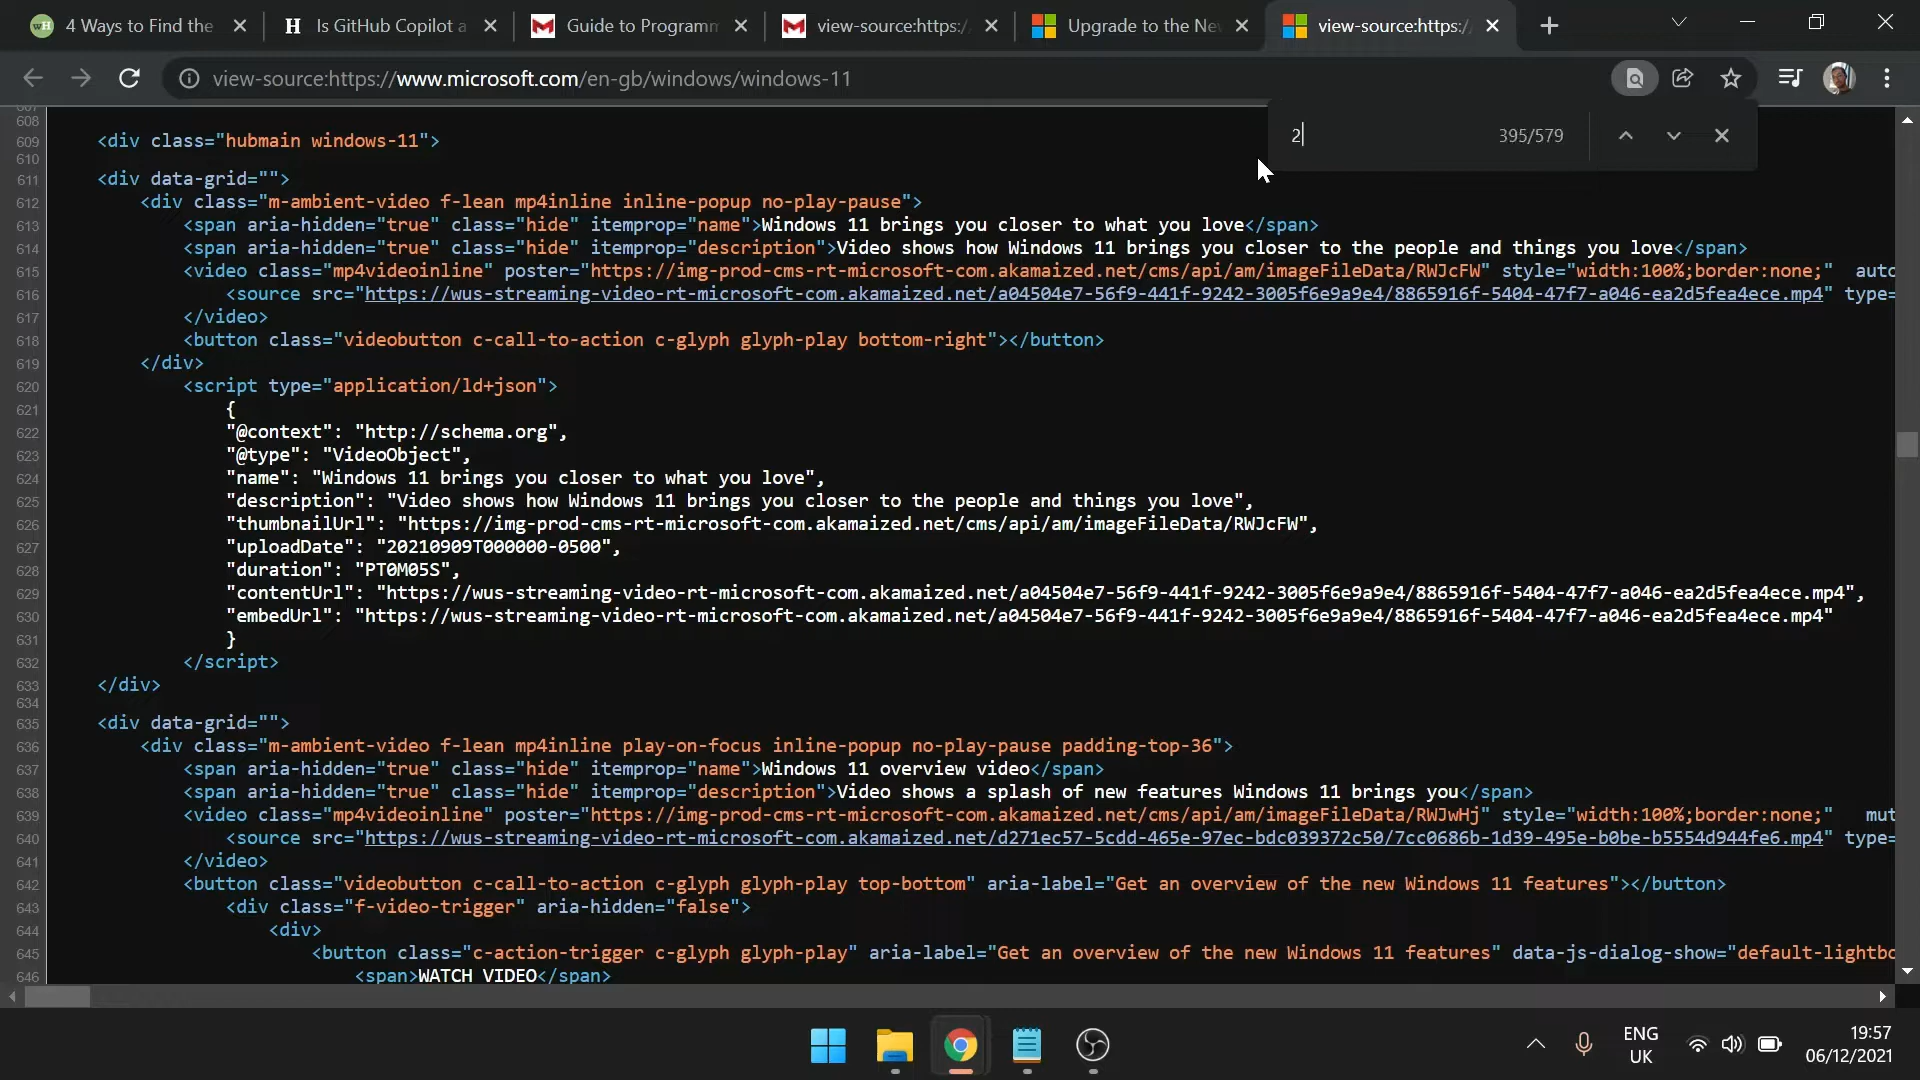 4 Ways to Find the
Is GitHub Copilot a
Guide to Programm
view-source:https:/
Upgrade to the Ne
view-source:https:/
view-source:https://www.microsoft.com/en-gb/windows/windows-11
2
395/579
608
609 <div class="hubmain windows-11">
610
611 <div data-grid="">
612 <div class="m-ambient-video f-lean mp4inline inline-popup no-play-pause">
613 <span aria-hidden="true" class="hide" itemprop="name">Windows 11 brings you closer to what you love</span>
614 <span aria-hidden="true" class="hide" itemprop="description">Video shows how Windows 11 brings you closer to the people and things you love</span>
615 <video class="mp4videoinline" poster="https://img-prod-cms-rt-microsoft-com.akamaized.net/cms/api/am/imageFileData/RWJcFW" style="width:100%;border:none;" auto
616 <source src="https://wus-streaming-video-rt-microsoft-com.akamaized.net/a04504e7-56f9-441f-9242-3005f6e9a9e4/8865916f-5404-47f7-a046-ea2d5fea4ece.mp4" type=
617 </video>
618 <button class="videobutton c-call-to-action c-glyph glyph-play bottom-right"></button>
619 </div>
620 <script type="application/ld+json">
621 {
622 "@context": "http://schema.org",
623 "@type": "VideoObject",
624 "name": "Windows 11 brings you closer to what you love",
625 "description": "Video shows how Windows 11 brings you closer to the people and things you love",
626 "thumbnailUrl": "https://img-prod-cms-rt-microsoft-com.akamaized.net/cms/api/am/imageFileData/RWJcFW",
627 "uploadDate": "20210909T000000-0500",
628 "duration": "PT0M05S",
629 "contentUrl": "https://wus-streaming-video-rt-microsoft-com.akamaized.net/a04504e7-56f9-441f-9242-3005f6e9a9e4/8865916f-5404-47f7-a046-ea2d5fea4ece.mp4",
630 "embedUrl": "https://wus-streaming-video-rt-microsoft-com.akamaized.net/a04504e7-56f9-441f-9242-3005f6e9a9e4/8865916f-5404-47f7-a046-ea2d5fea4ece.mp4"
631 }
632 </script>
633 </div>
634
635 <div data-grid="">
636 <div class="m-ambient-video f-lean mp4inline play-on-focus inline-popup no-play-pause padding-top-36">
637 <span aria-hidden="true" class="hide" itemprop="name">Windows 11 overview video</span>
638 <span aria-hidden="true" class="hide" itemprop="description">Video shows a splash of new features Windows 11 brings you</span>
639 <video class="mp4videoinline" poster="https://img-prod-cms-rt-microsoft-com.akamaized.net/cms/api/am/imageFileData/RWJwHj" style="width:100%;border:none;" mut
640 <source src="https://wus-streaming-video-rt-microsoft-com.akamaized.net/d271ec57-5cdd-465e-97ec-bdc039372c50/7cc0686b-1d39-495e-b0be-b5554d944fe6.mp4" type=
641 </video>
642 <button class="videobutton c-call-to-action c-glyph glyph-play top-bottom" aria-label="Get an overview of the new Windows 11 features"></button>
643 <div class="f-video-trigger" aria-hidden="false">
644 <div>
645 <button class="c-action-trigger c-glyph glyph-play" aria-label="Get an overview of the new Windows 11 features" data-js-dialog-show="default-lightbo
646 <span>WATCH VIDEO</span>
ENG
UK
19:57
06/12/2021